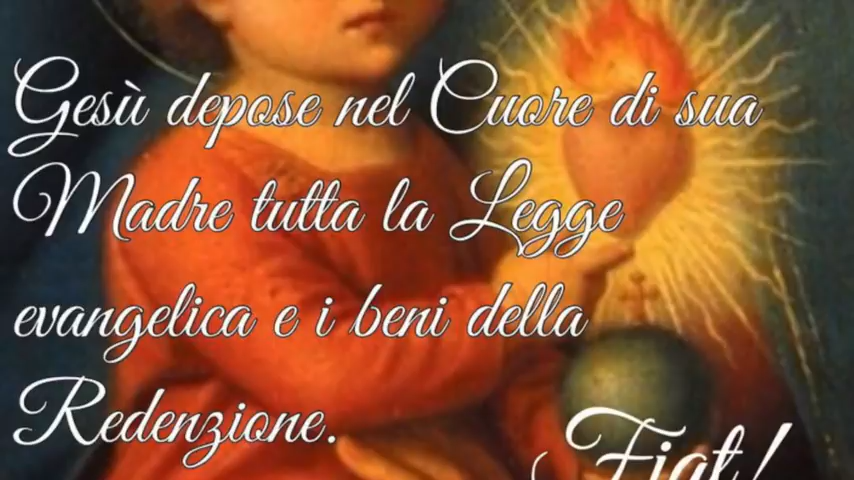 Gesù depose nel Cuore di sua
Madre tutta la Legge
evangelica e i beni della
Redenzione.
Fiat!